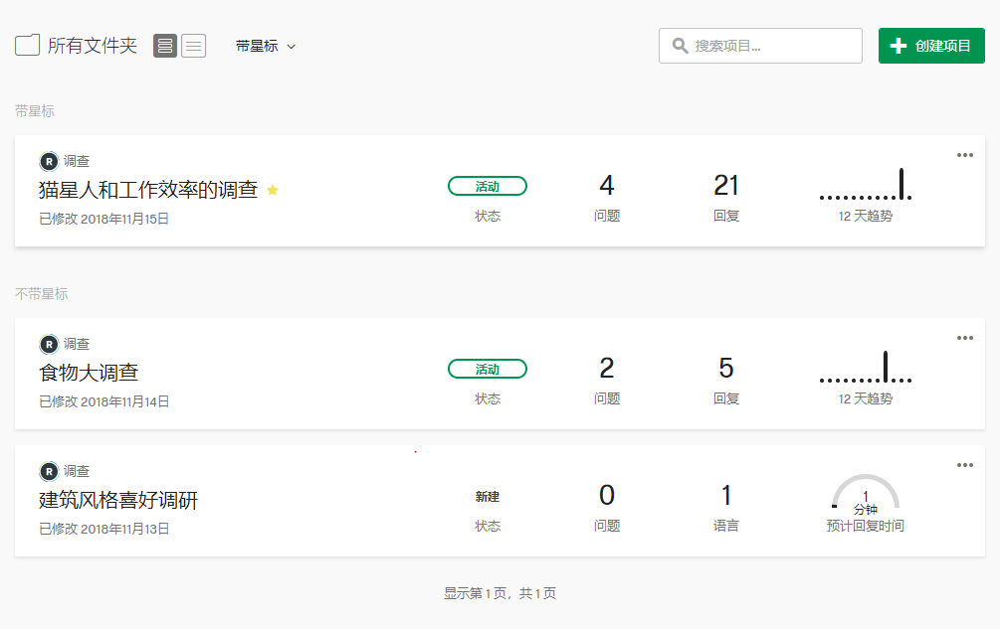 所有文件夹 带星标 搜索项目... 创建项目
带星标
R 调查
猫星人和工作效率的调查
已修改 2018年11月15日
活动
状态
4
问题
21
回复
12 天趋势
不带星标
R 调查
食物大调查
已修改 2018年11月14日
活动
状态
2
问题
5
回复
12 天趋势
R 调查
建筑风格喜好调研
已修改 2018年11月13日
新建
状态
0
问题
1
语言
1
分钟
预计回复时间
显示第 1 页，共 1 页